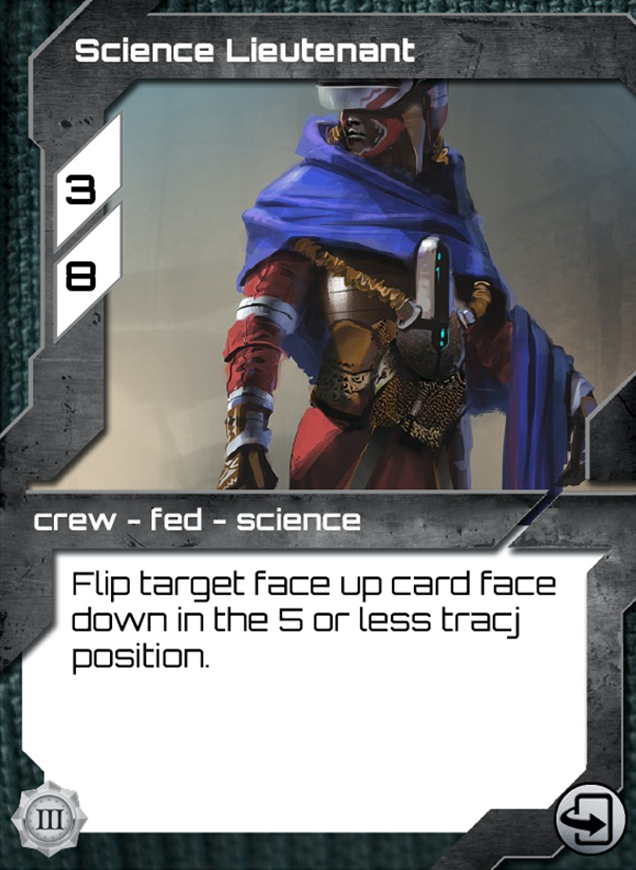 Science Lieutenant
3
8
crew - fed - science
Flip target face up card face
down in the 5 or less tracj
position.
III